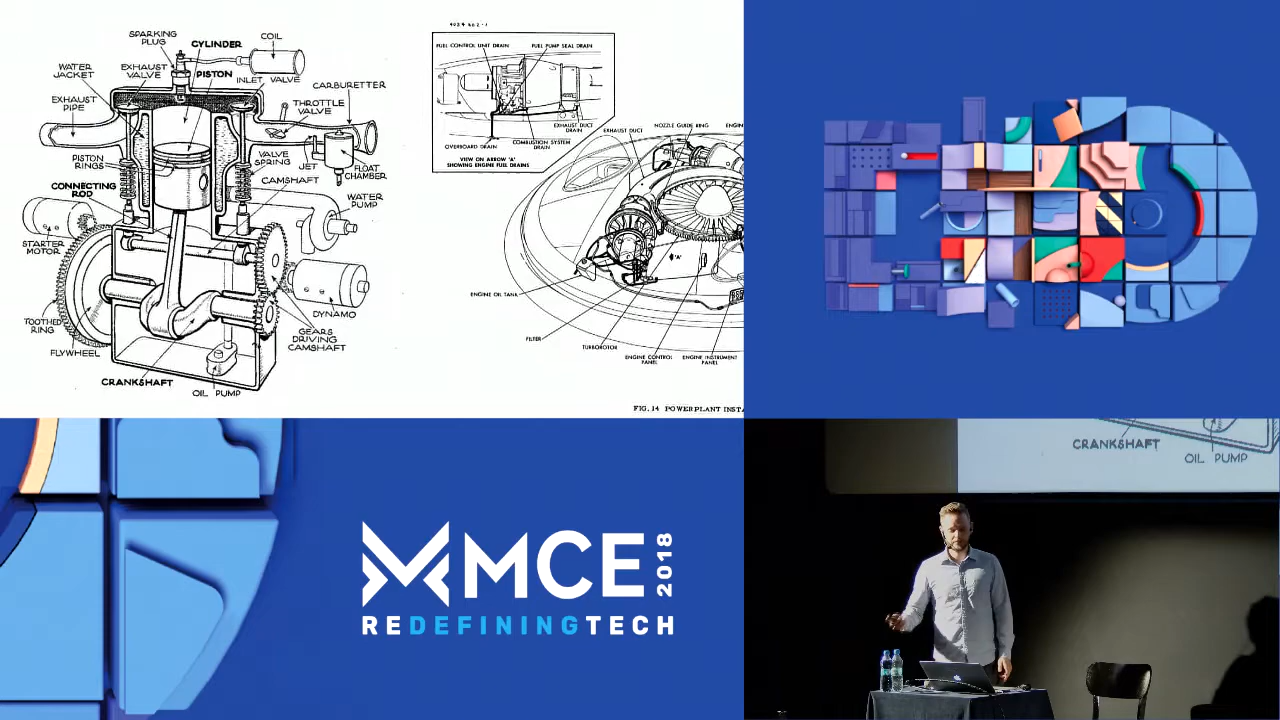 SPARKING
PLUG
CYLINDER
COIL
WATER
JACKET
EXHAUST
VALVE
PISTON
INLET VALVE
CARBURETTER
EXHAUST
PIPE
THROTTLE
VALVE
PISTON
RINGS
VALVE
SPRING
JET
FLOAT
CHAMBER
CONNECTING
ROD
CAMSHAFT
WATER
PUMP
STARTER
MOTOR
DYNAMO
TOOTHED
RING
GEARS
DRIVING
CAMSHAFT
FLYWHEEL
CRANKSHAFT
OIL PUMP
FUEL CONTROL UNIT DRAIN
FUEL PUMP SEAL DRAIN
EXHAUST DUCT
DRAIN
OVERBOARD DRAIN
COMBUSTION SYSTEM
DRAIN
VIEW ON ARROW 'A'
SHOWING ENGINE FUEL DRAINS
EXHAUST DUCT
NOZZLE GUIDE RING
ENGIN
'A'
ENGINE OIL TANK
FILTER
TURBOROTOR
ENGINE CONTROL
PANEL
ENGINE INSTRUMENT
PANEL
FIG. 14 POWERPLANT INSTA
MCE
2018
REDEFININGTECH
CRANKSHAFT
OIL PUMP